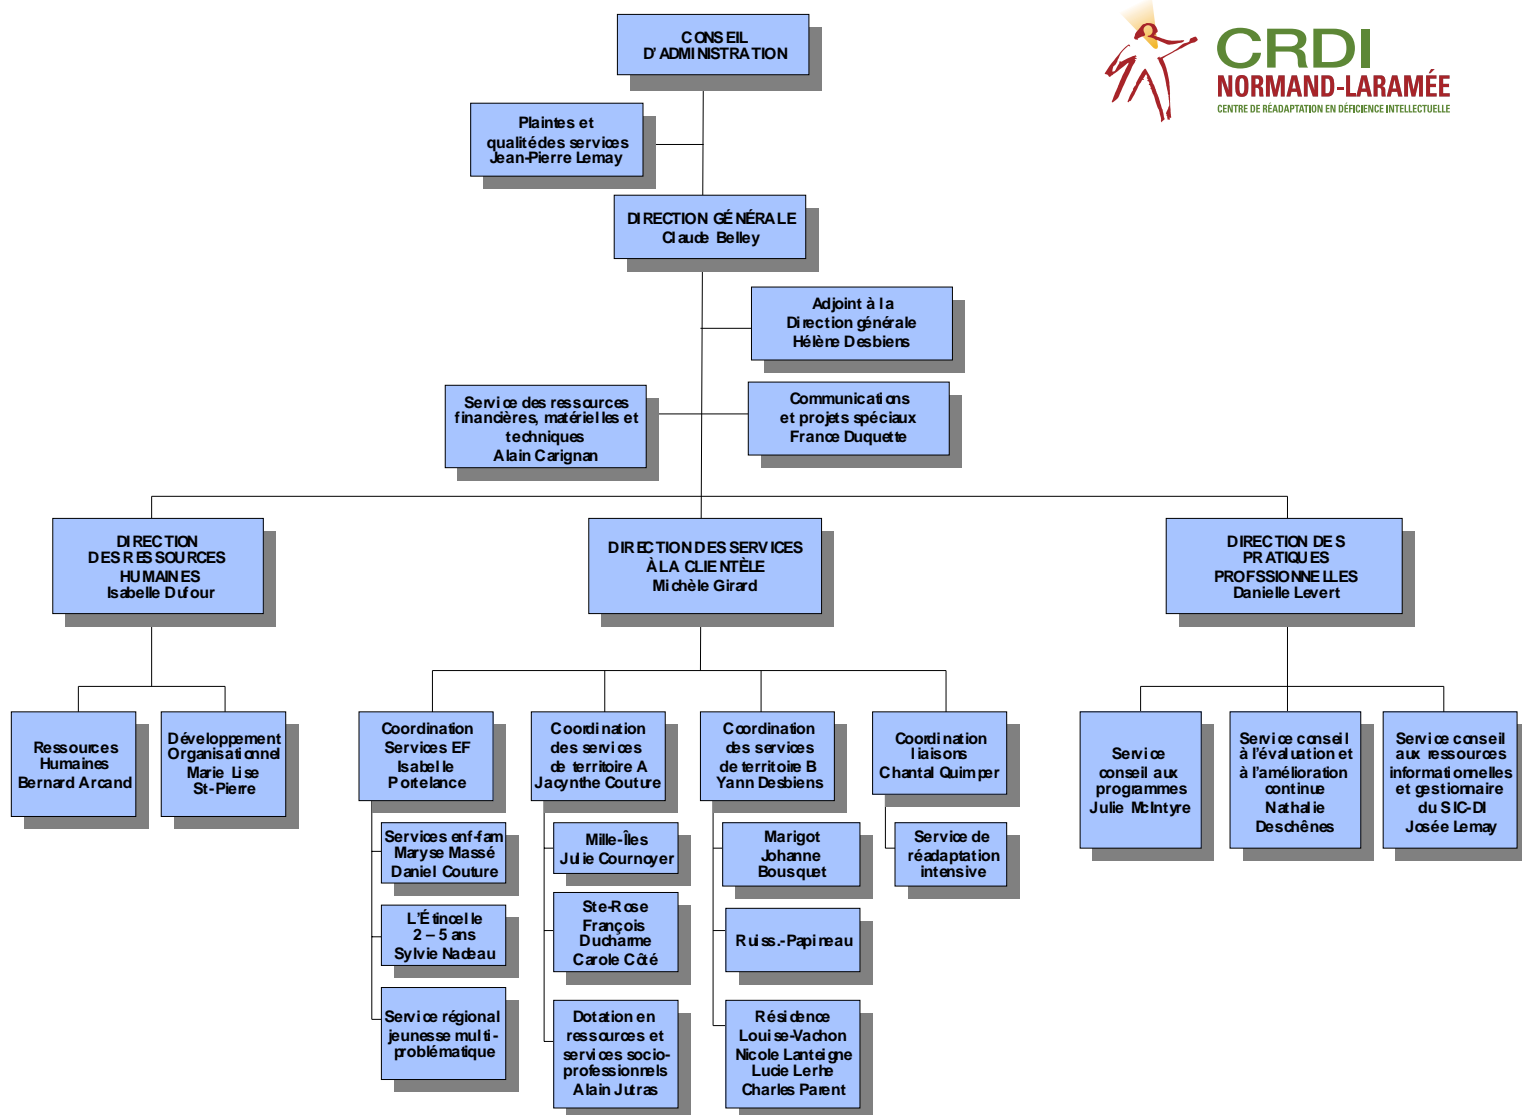 CONSEIL
D'ADMINISTRATION
CRDI
NORMAND-LARAMÉE
CENTRE DE RÉADAPTATION EN DÉFICIENCE INTELLECTUELLE
Plaintes et
qualité des services
Jean-Pierre Lemay
DIRECTION GÉNÉRALE
Claude Belley
Adjoint à la
Direction générale
Hélène Desbiens
Service des ressources
financières, matérielles et
techniques
Alain Carignan
Communications
et projets spéciaux
France Duquette
DIRECTION
DES RESSOURCES
HUMAINES
Isabelle Dufour
DIRECTION DES SERVICES
À LA CLIENTÈLE
Michèle Girard
DIRECTION DES
PRATIQUES
PROFSSIONNELLES
Danielle Levert
Ressources
Humaines
Bernard Arcand
Développement
Organisationnel
Marie Lise
St-Pierre
Coordination
Services EF
Isabelle
Portelance
Coordination
des services
de territoire A
Jacynthe Couture
Coordination
des services
de territoire B
Yann Desbiens
Coordination
liaisons
Chantal Quimper
Service
conseil aux
programmes
Julie McIntyre
Service conseil
à l'évaluation et
à l'amélioration
continue
Nathalie
Deschênes
Service conseil
aux ressources
informationnelles
et gestionnaire
du SIC-DI
Josée Lemay
Services enf-fam
Maryse Massé
Daniel Couture
Mille-Îles
Julie Cournoyer
Marigot
Johanne
Bousquet
Service de
réadaptation
intensive
L'Étincelle
2 – 5 ans
Sylvie Nadeau
Ste-Rose
François
Ducharme
Carole Côté
Ruiss.-Papineau
Service régional
jeunesse multi-
problématique
Dotation en
ressources et
services socio-
professionnels
Alain Jutras
Résidence
Louise-Vachon
Nicole Lanteigne
Lucie Lerhe
Charles Parent